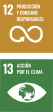 12 PRODUCCIÓN
Y CONSUMO
RESPONSABLES
13 ACCIÓN
POR EL CLIMA